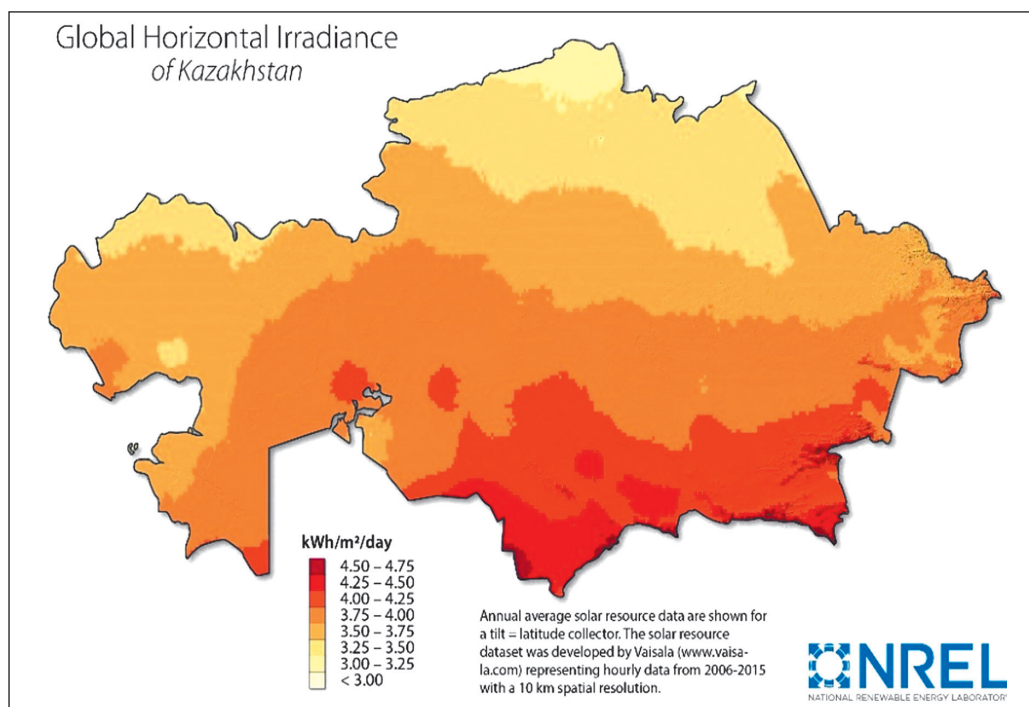 Global Horizontal Irradiance
of Kazakhstan
kWh/m²/day
4.50 – 4.75
4.25 – 4.50
4.00 – 4.25
3.75 – 4.00
3.50 – 3.75
3.25 – 3.50
3.00 – 3.25
< 3.00
Annual average solar resource data are shown for
a tilt = latitude collector. The solar resource
dataset was developed by Vaisala (www.vaisa-
la.com) representing hourly data from 2006-2015
with a 10 km spatial resolution.
NREL
NATIONAL RENEWABLE ENERGY LABORATORY